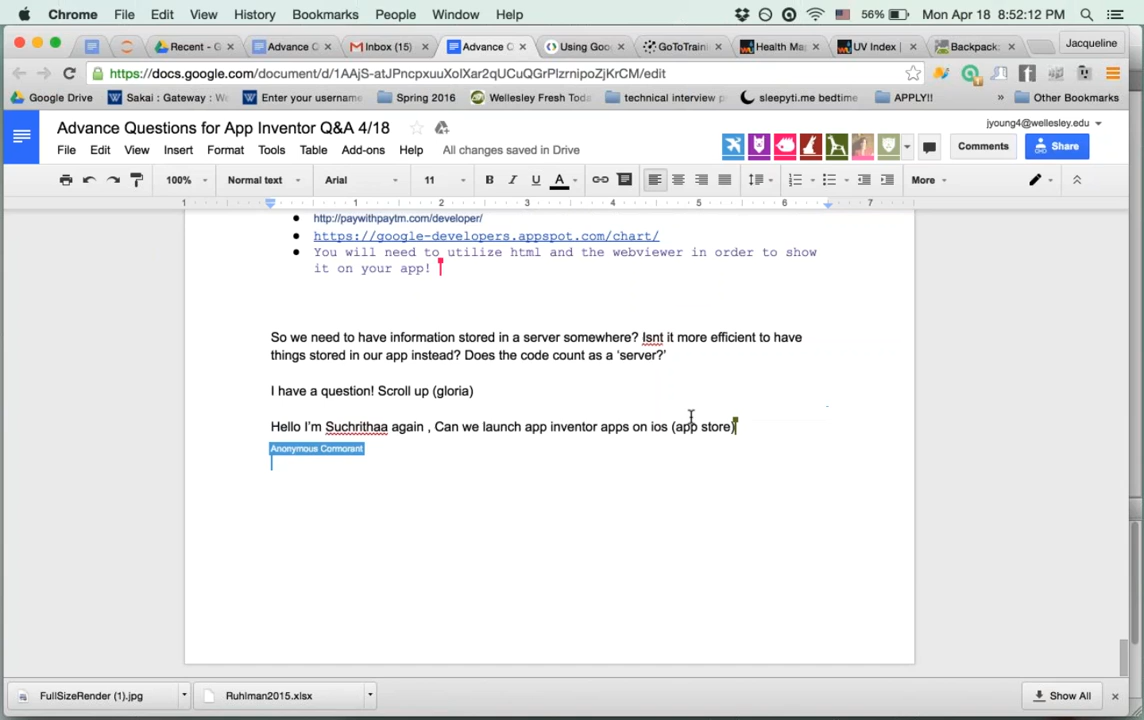 Chrome File Edit View History Bookmarks People Window Help 56% Mon Apr 18 8:52:12 PM
Recent - G Advance C Inbox (15) Advance Q Using Goo GoToTraini Health Ma UV Index | Backpack Jacqueline
https://docs.google.com/document/d/1AAjS-atJPncpxuuXoIXar2qUCuQGrPlzrnipoZjKrCM/edit
Google Drive Sakai : Gateway : W Enter your username Spring 2016 Wellesley Fresh Toda technical interview p sleepyti.me bedtime APPLY!! » Other Bookmarks
Advance Questions for App Inventor Q&A 4/18 jyoung4@wellesley.edu
File Edit View Insert Format Tools Table Add-ons Help All changes saved in Drive Comments Share
100% Normal text Arial 11 B I U A More
1 1 2 3 4 5 6 7
http://paywithpaytm.com/developer/
https://google-developers.appspot.com/chart/
You will need to utilize html and the webviewer in order to show
it on your app!
So we need to have information stored in a server somewhere? Isnt it more efficient to have
things stored in our app instead? Does the code count as a ‘server?’
I have a question! Scroll up (gloria)
Hello I’m Suchrithaa again , Can we launch app inventor apps on ios (app store)
Anonymous Cormorant
FullSizeRender (1).jpg Ruhlman2015.xlsx Show All